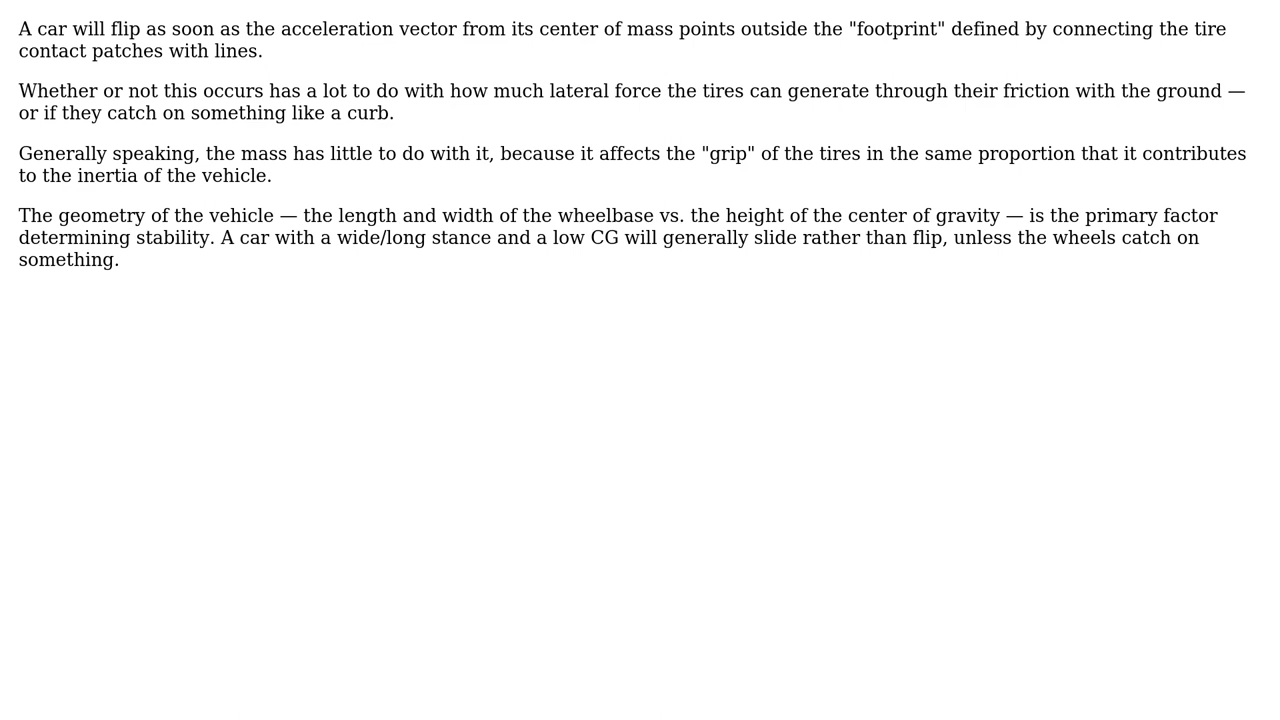 A car will flip as soon as the acceleration vector from its center of mass points outside the "footprint" defined by connecting the tire
contact patches with lines.
Whether or not this occurs has a lot to do with how much lateral force the tires can generate through their friction with the ground —
or if they catch on something like a curb.
Generally speaking, the mass has little to do with it, because it affects the "grip" of the tires in the same proportion that it contributes
to the inertia of the vehicle.
The geometry of the vehicle — the length and width of the wheelbase vs. the height of the center of gravity — is the primary factor
determining stability. A car with a wide/long stance and a low CG will generally slide rather than flip, unless the wheels catch on
something.